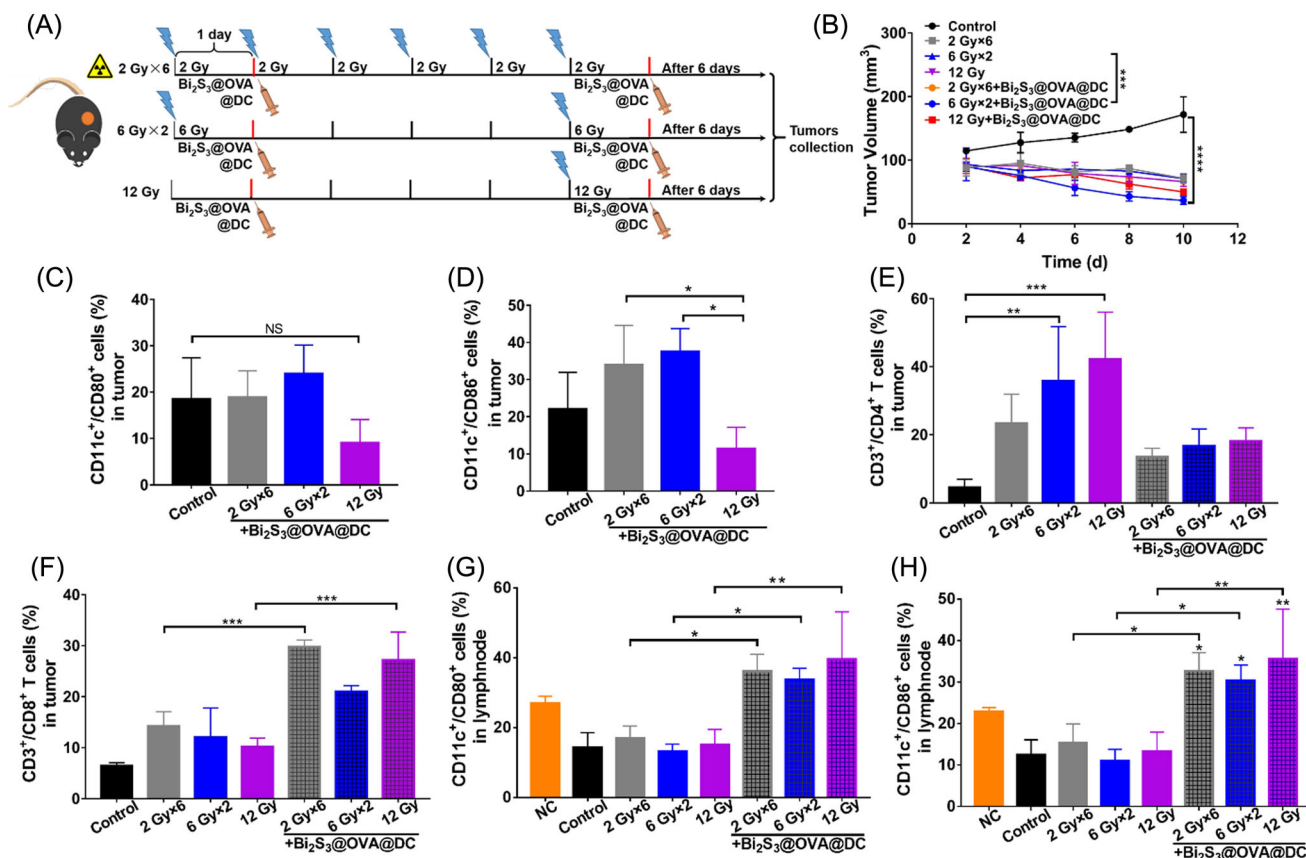 (A)
1 day
2 Gy×6
2 Gy 2 Gy 2 Gy 2 Gy 2 Gy 2 Gy
After 6 days
Bi₂S₃@OVA
@DC
Bi₂S₃@OVA
@DC
6 Gy×2
6 Gy
6 Gy
After 6 days
Bi₂S₃@OVA
@DC
Bi₂S₃@OVA
@DC
12 Gy
12 Gy
After 6 days
Bi₂S₃@OVA
@DC
Bi₂S₃@OVA
@DC
Tumors
collection
(B)
Tumor Volume (mm³)
300
200
100
0
0 2 4 6 8 10 12
Time (d)
Control
2 Gy×6
6 Gy×2
12 Gy
2 Gy×6+Bi₂S₃@OVA@DC
6 Gy×2+Bi₂S₃@OVA@DC
12 Gy+Bi₂S₃@OVA@DC
***
****
(C)
CD11c⁺/CD80⁺ cells (%)
in tumor
40
30
20
10
0
NS
Control 2 Gy×6 6 Gy×2 12 Gy
+Bi₂S₃@OVA@DC
(D)
CD11c⁺/CD86⁺ cells (%)
in tumor
50
40
30
20
10
0
*
*
Control 2 Gy×6 6 Gy×2 12 Gy
+Bi₂S₃@OVA@DC
(E)
CD3⁺/CD4⁺ T cells (%)
in tumor
60
40
20
0
***
**
Control 2 Gy×6 6 Gy×2 12 Gy 2 Gy×6 6 Gy×2 12 Gy
+Bi₂S₃@OVA@DC
(F)
CD3⁺/CD8⁺ T cells (%)
in tumor
40
30
20
10
0
***
***
Control 2 Gy×6 6 Gy×2 12 Gy 2 Gy×6 6 Gy×2 12 Gy
+Bi₂S₃@OVA@DC
(G)
CD11c⁺/CD80⁺ cells (%)
in lymphnode
60
40
20
0
**
*
*
NC Control 2 Gy×6 6 Gy×2 12 Gy 2 Gy×6 6 Gy×2 12 Gy
+Bi₂S₃@OVA@DC
(H)
CD11c⁺/CD86⁺ cells (%)
in lymphnode
50
40
30
20
10
0
**
*
*
* * **
NC Control 2 Gy×6 6 Gy×2 12 Gy 2 Gy×6 6 Gy×2 12 Gy
+Bi₂S₃@OVA@DC